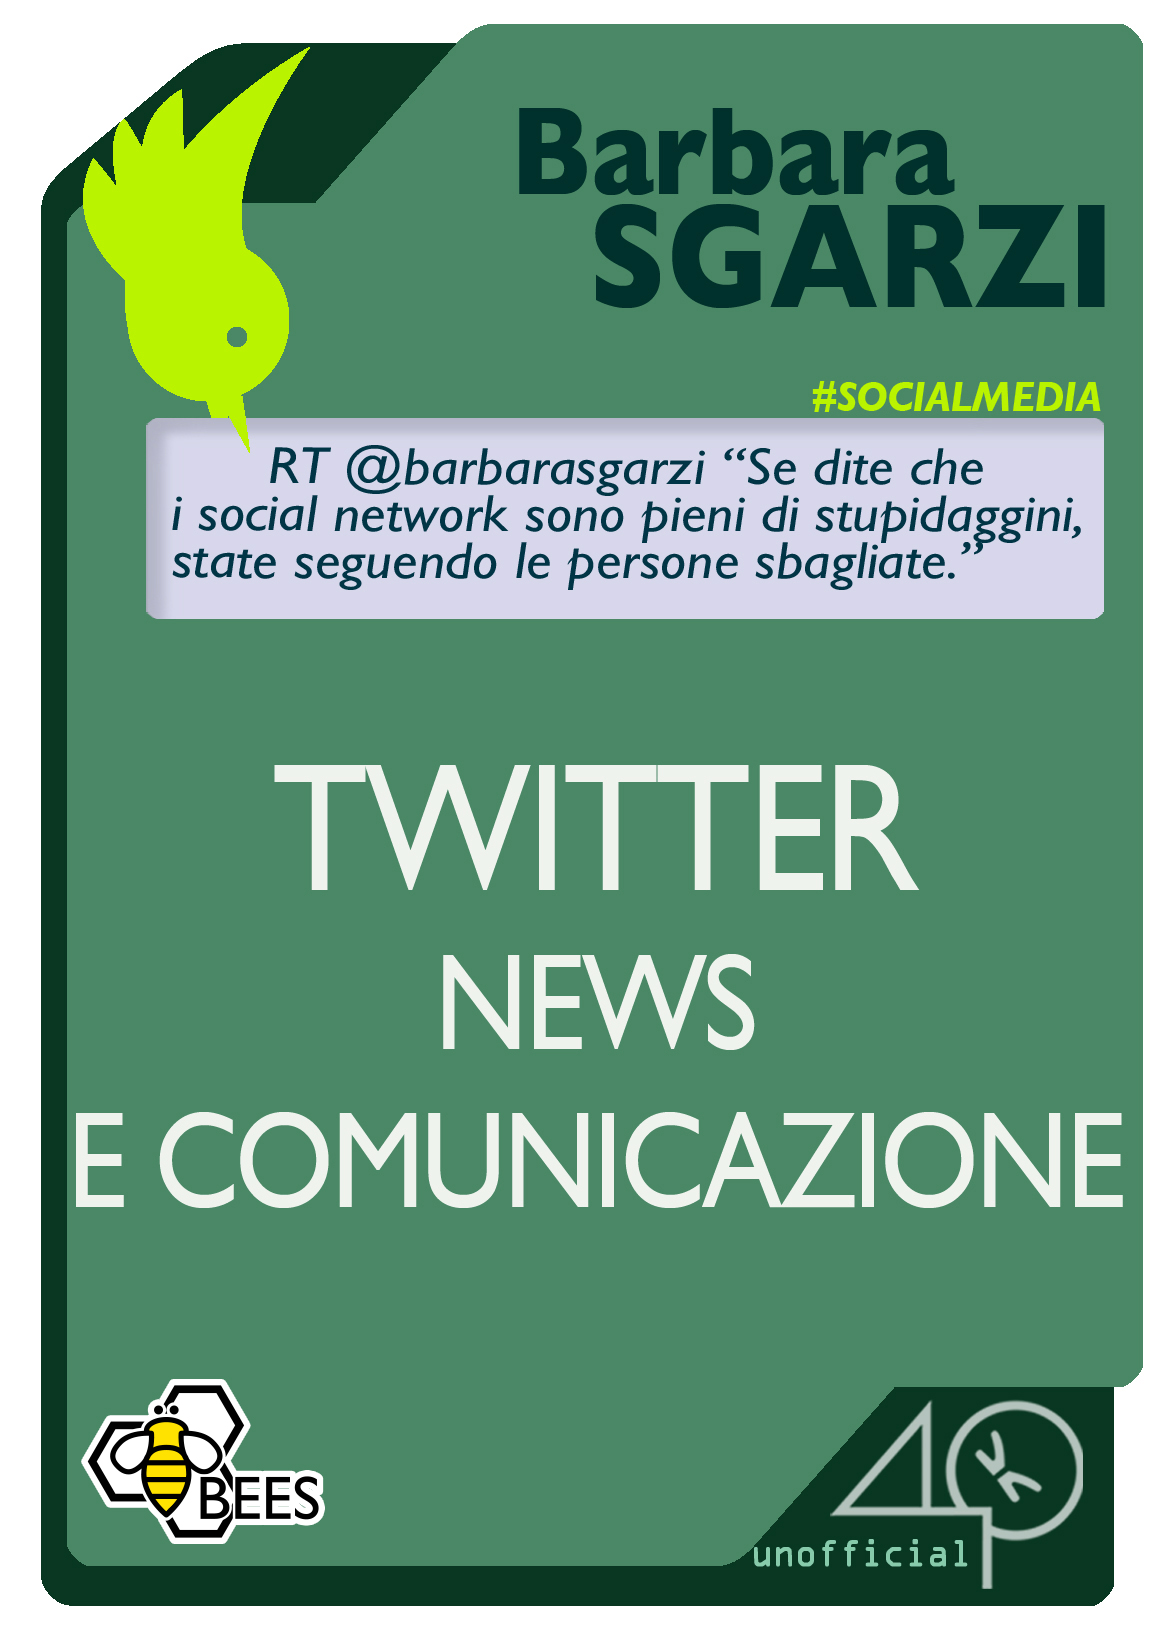 Barbara
SGARZI
#SOCIALMEDIA
RT @barbarasgarzi “Se dite che
i social network sono pieni di stupidaggini,
state seguendo le persone sbagliate.”
TWITTER
NEWS
E COMUNICAZIONE
BEES
40K
unofficial